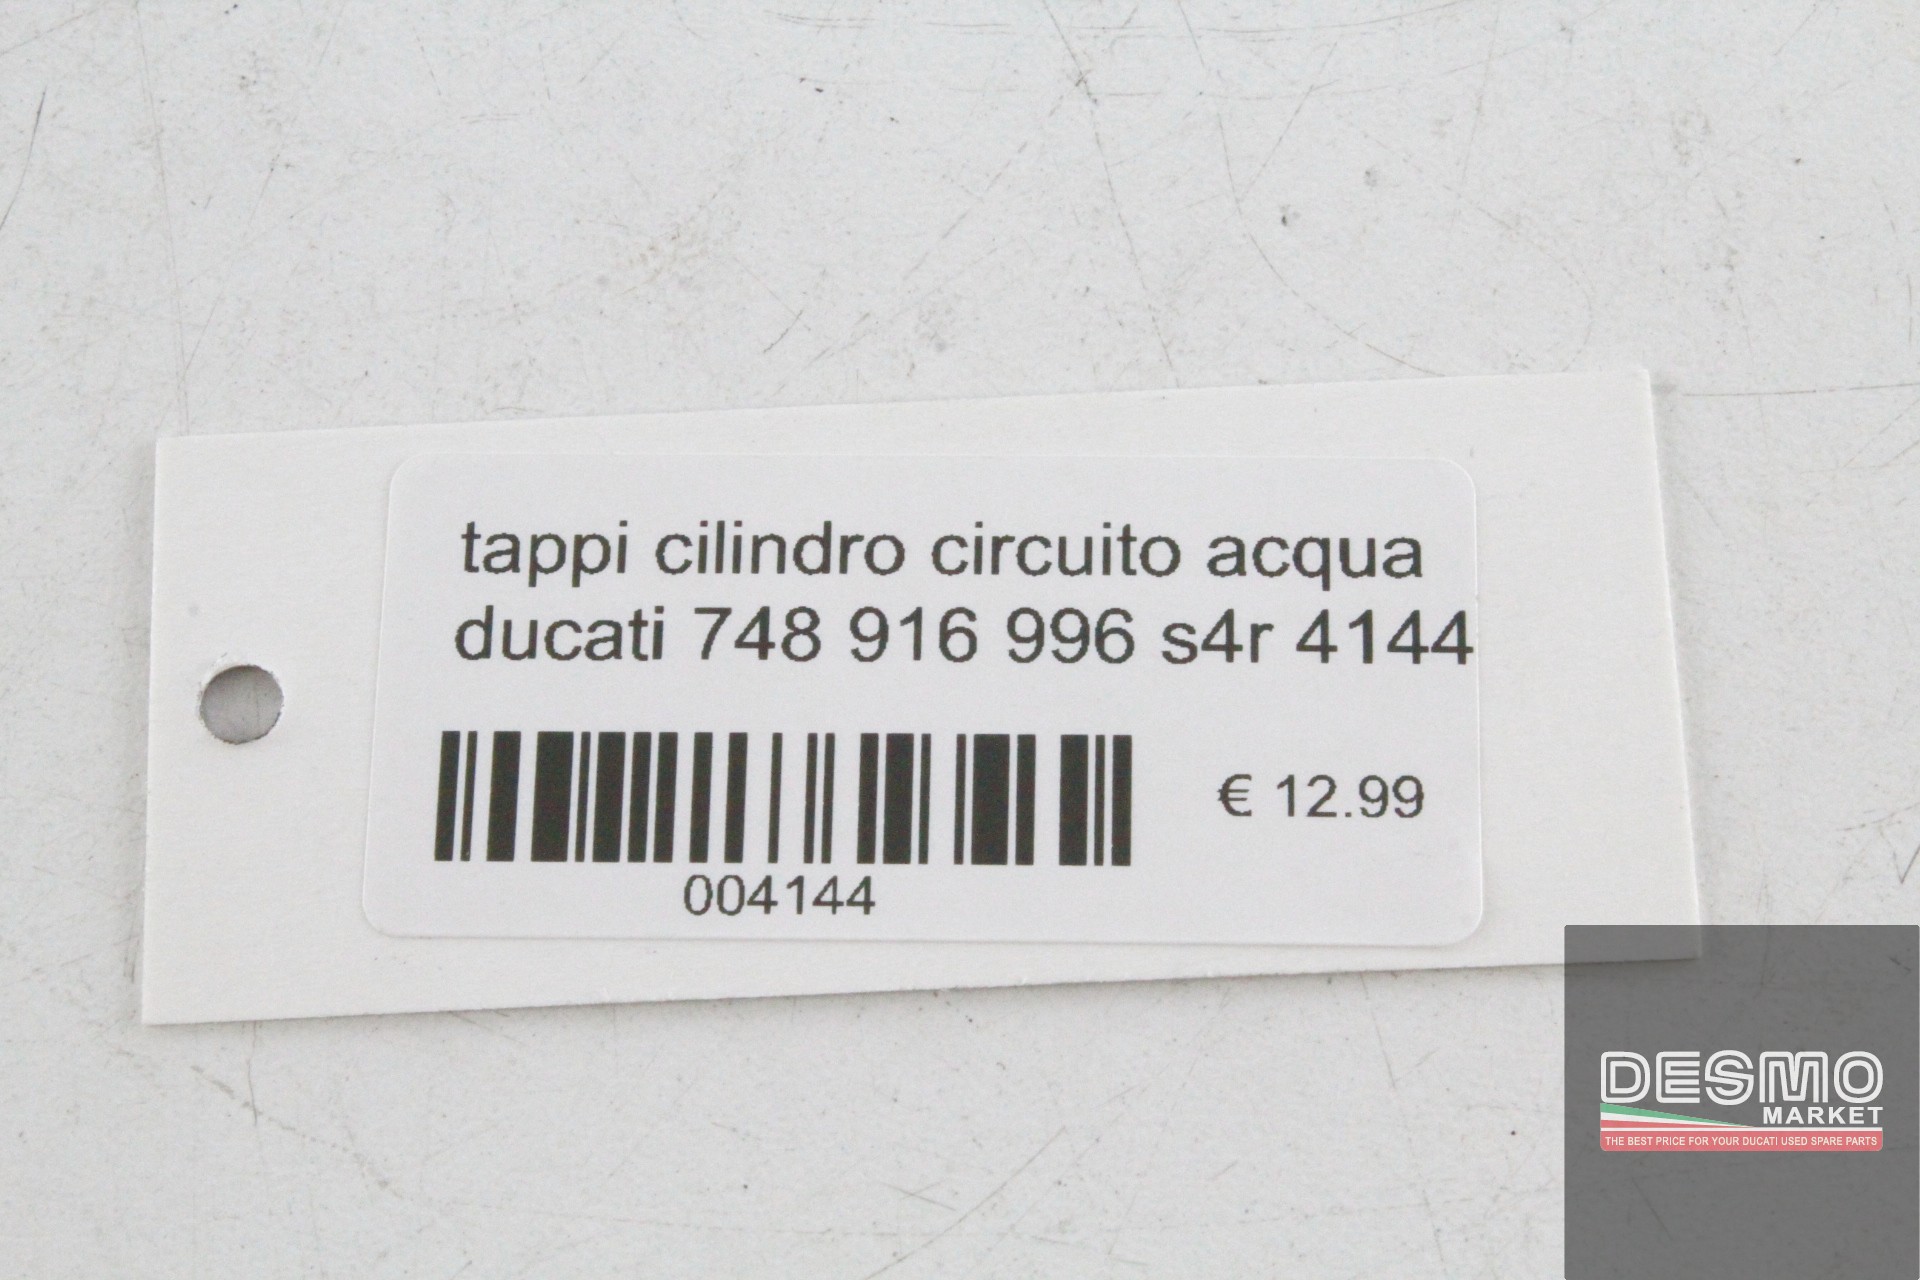 tappi cilindro circuito acqua
ducati 748 916 996 s4r 4144
€ 12.99
004144
DESMO
MARKET
THE BEST PRICE FOR YOUR DUCATI USED SPARE PARTS